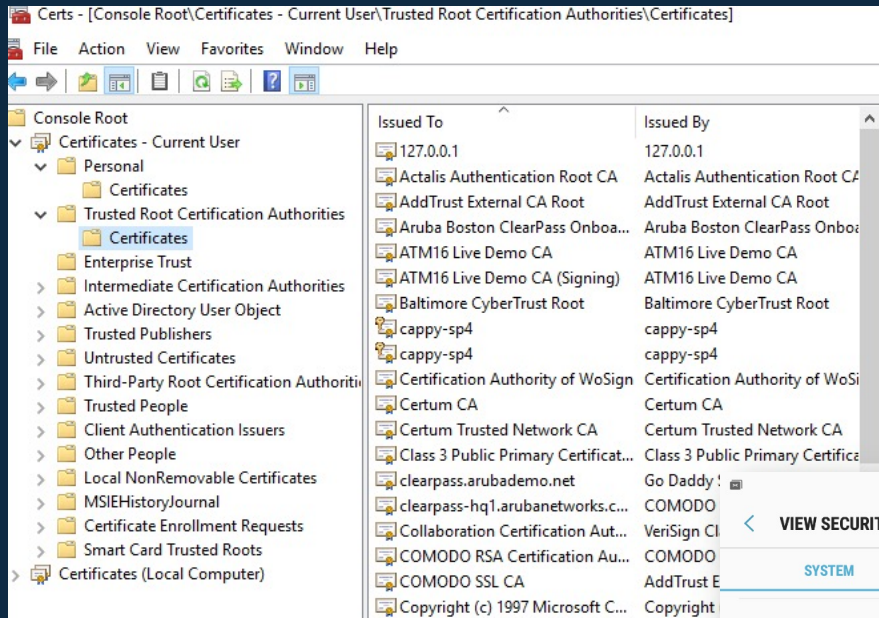 Certs - [Console Root\Certificates - Current User\Trusted Root Certification Authorities\Certificates]
File Action View Favorites Window Help
Console Root
Certificates - Current User
Personal
Certificates
Trusted Root Certification Authorities
Certificates
Enterprise Trust
Intermediate Certification Authorities
Active Directory User Object
Trusted Publishers
Untrusted Certificates
Third-Party Root Certification Authoriti
Trusted People
Client Authentication Issuers
Other People
Local NonRemovable Certificates
MSIEHistoryJournal
Certificate Enrollment Requests
Smart Card Trusted Roots
Certificates (Local Computer)
Issued To Issued By
127.0.0.1 127.0.0.1
Actalis Authentication Root CA Actalis Authentication Root CA
AddTrust External CA Root AddTrust External CA Root
Aruba Boston ClearPass Onboa... Aruba Boston ClearPass Onboa
ATM16 Live Demo CA ATM16 Live Demo CA
ATM16 Live Demo CA (Signing) ATM16 Live Demo CA
Baltimore CyberTrust Root Baltimore CyberTrust Root
cappy-sp4 cappy-sp4
cappy-sp4 cappy-sp4
Certification Authority of WoSign Certification Authority of WoSi
Certum CA Certum CA
Certum Trusted Network CA Certum Trusted Network CA
Class 3 Public Primary Certificat... Class 3 Public Primary Certifica
clearpass.arubademo.net Go Daddy
clearpass-hq1.arubanetworks.c... COMODO
Collaboration Certification Aut... VeriSign Cl
COMODO RSA Certification Au... COMODO
COMODO SSL CA AddTrust E
Copyright (c) 1997 Microsoft C... Copyright
VIEW SECURIT
SYSTEM